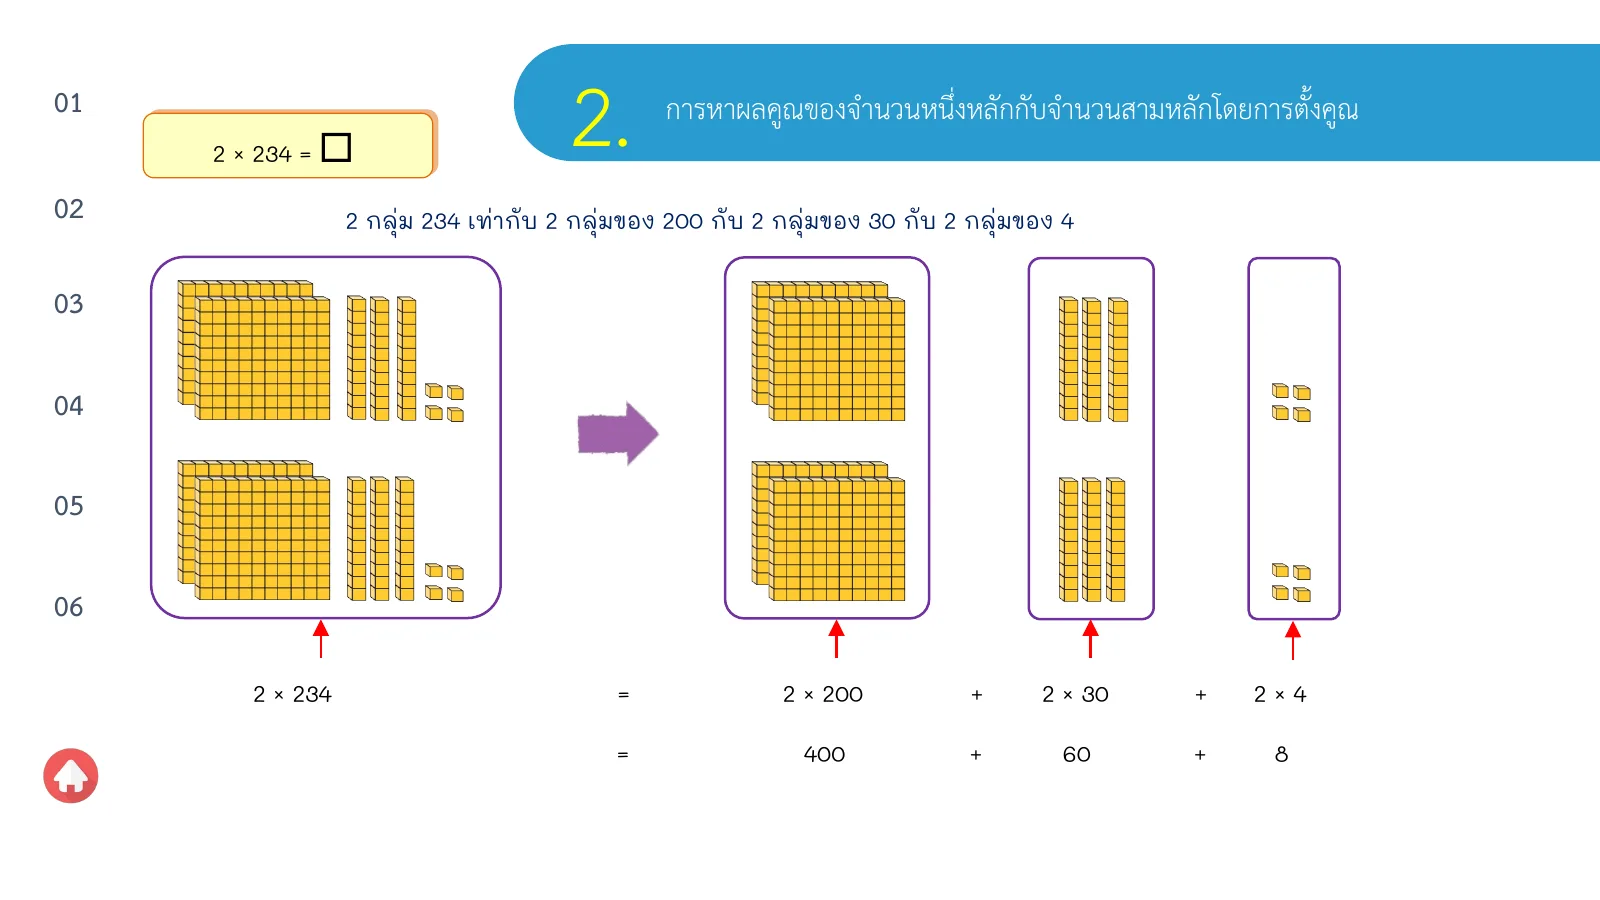 01
02
03
04
05
06
2. การหาผลคูณของจำนวนหนึ่งหลักกับจำนวนสามหลักโดยการตั้งคูณ
2 × 234 = □
2 กลุ่ม 234 เท่ากับ 2 กลุ่มของ 200 กับ 2 กลุ่มของ 30 กับ 2 กลุ่มของ 4
2 × 234 = 2 × 200 + 2 × 30 + 2 × 4
= 400 + 60 + 8